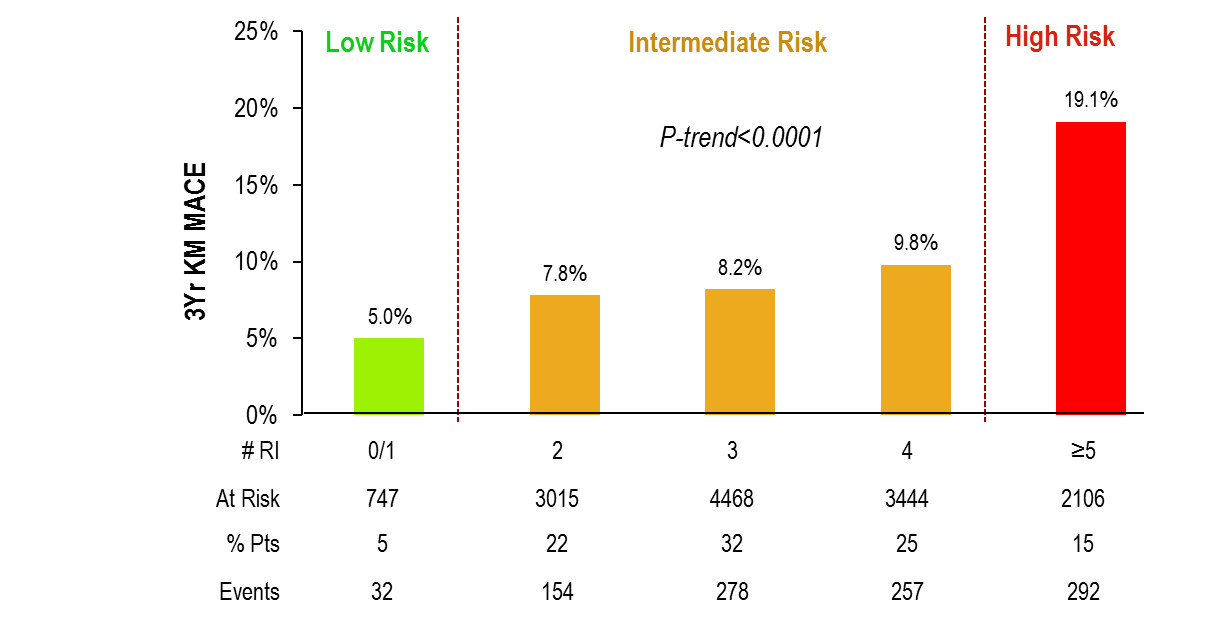 25%
Low Risk
Intermediate Risk
High Risk
20%
19.1%
P-trend<0.0001
15%
3Yr KM MACE
10%
7.8%
8.2%
9.8%
5%
5.0%
0%
# RI 0/1 2 3 4 ≥5
At Risk 747 3015 4468 3444 2106
% Pts 5 22 32 25 15
Events 32 154 278 257 292